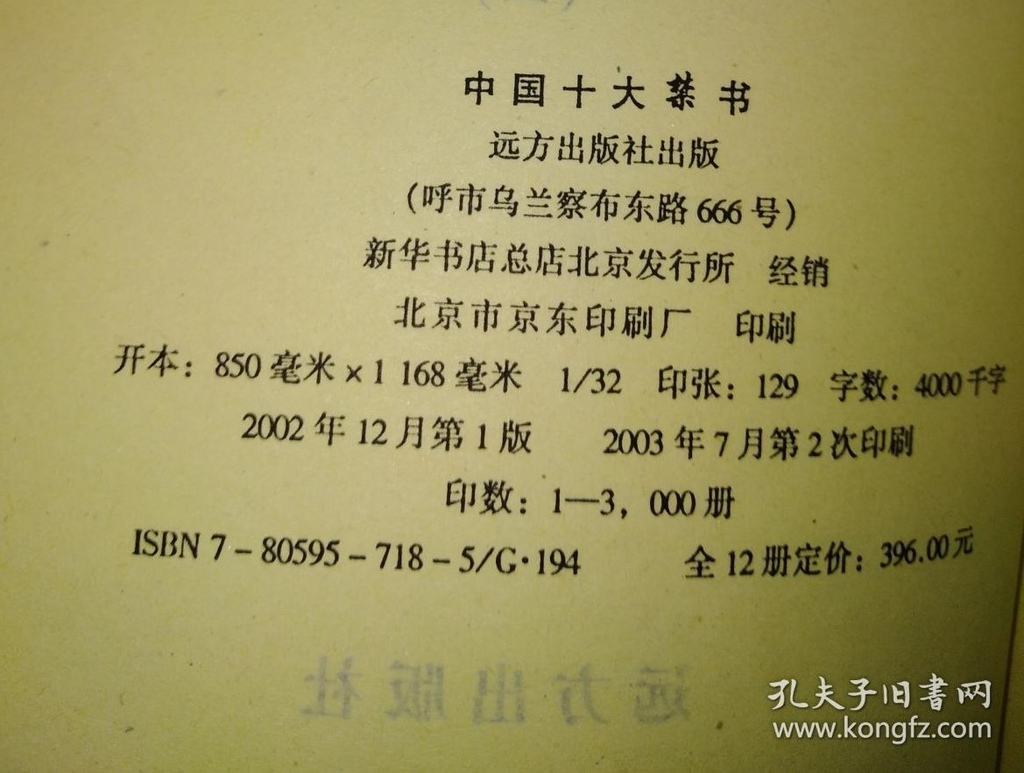 中国十大禁书
远方出版社出版
(呼市乌兰察布东路666号)
新华书店总店北京发行所 经销
北京市京东印刷厂 印刷
开本：850毫米×1 168毫米 1/32 印张：129 字数：4000千字
2002年12月第1版 2003年7月第2次印刷
印数：1—3，000册
ISBN 7-80595-718-5/G·194 全12册定价：396.00元
远方出版社
孔夫子旧書网
www.kongfz.com